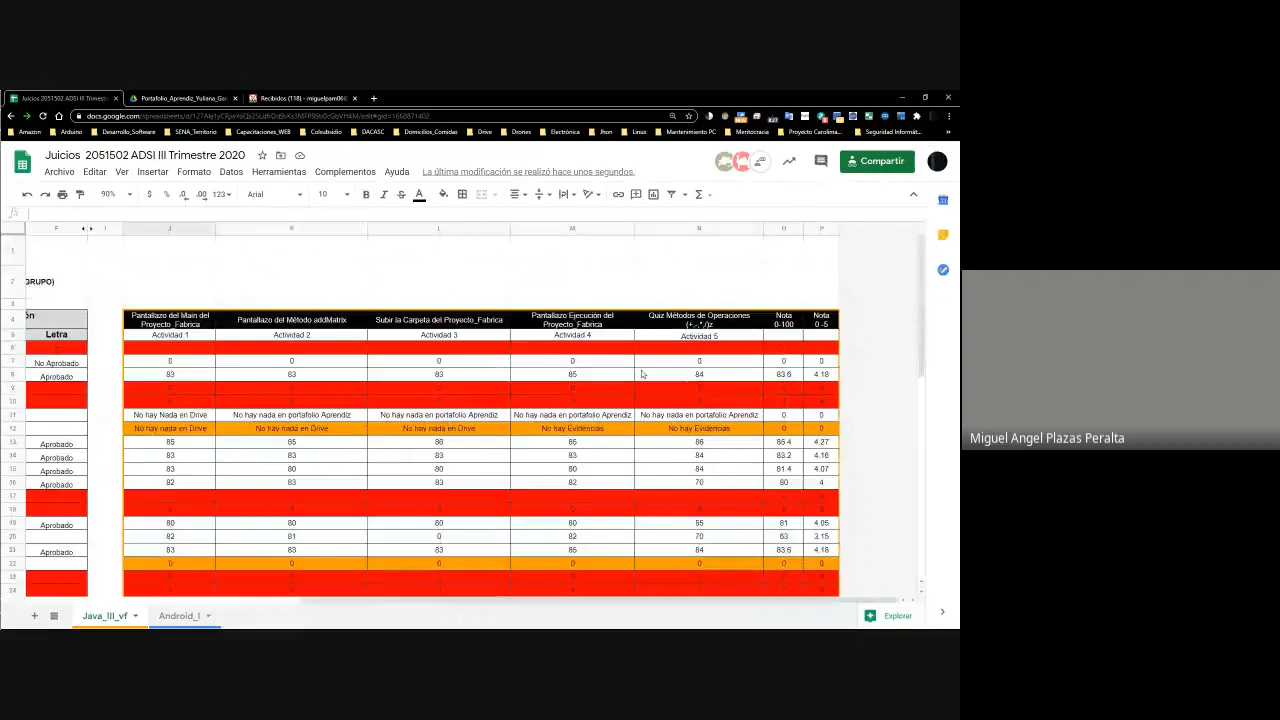 Juicios 2051502 ADSI III Trimestre
Portafolio_Aprendiz_Yuliana_Gar
Recibidos (118) - miguelpam06@
Amazon Arduino Desarrollo_Software SENA_Territorio Capacitaciones_WEB Colsubsidio DACASC Domicilios_Comidas Drive Drones Electrónica Jhon Linux Mantenimiento PC Meritocracia Proyecto Carolina... Seguridad Informát...
Juicios 2051502 ADSI III Trimestre 2020
Compartir
Archivo Editar Ver Insertar Formato Datos Herramientas Complementos Ayuda La última modificación se realizó hace unos segundos.
90% $ % .0 .00 123 Arial 10 B
fx
F I J K L M N O P
GRUPO)
ón Pantallazo del Main del Proyecto_Fabrica Pantallazo del Método addMatrix Subir la Carpeta del Proyecto_Fabrica Pantallazo Ejecución del Proyecto_Fabrica Quiz Métodos de Operaciones (+,-,*,/)z Nota 0-100 Nota 0 -5
Letra Actividad 1 Actividad 2 Actividad 3 Actividad 4 Actividad 5
No Aprobado 0 0 0 0 0 0 0
Aprobado 83 83 83 85 84 83.6 4.18
No Hay Nada en Drive No hay nada en portafolio Aprendiz No hay nada en portafolio Aprendiz No hay nada en portafolio Aprendiz No hay nada en portafolio Aprendiz 0 0
No hay nada en Drive No hay nada en Drive No hay nada en Drive No hay Evidencias No hay Evidencias 0 0
Aprobado 85 85 86 85 86 85.4 4.27
Aprobado 83 83 83 83 84 83.2 4.16
Aprobado 83 80 80 80 84 81.4 4.07
Aprobado 82 83 83 82 70 80 4
Aprobado 80 80 80 80 85 81 4.05
82 81 0 82 70 63 3.15
Aprobado 83 83 83 85 84 83.6 4.18
0 0 0 0 0 0 0
Java_III_vf Android_I Explorar
Miguel Angel Plazas Peralta